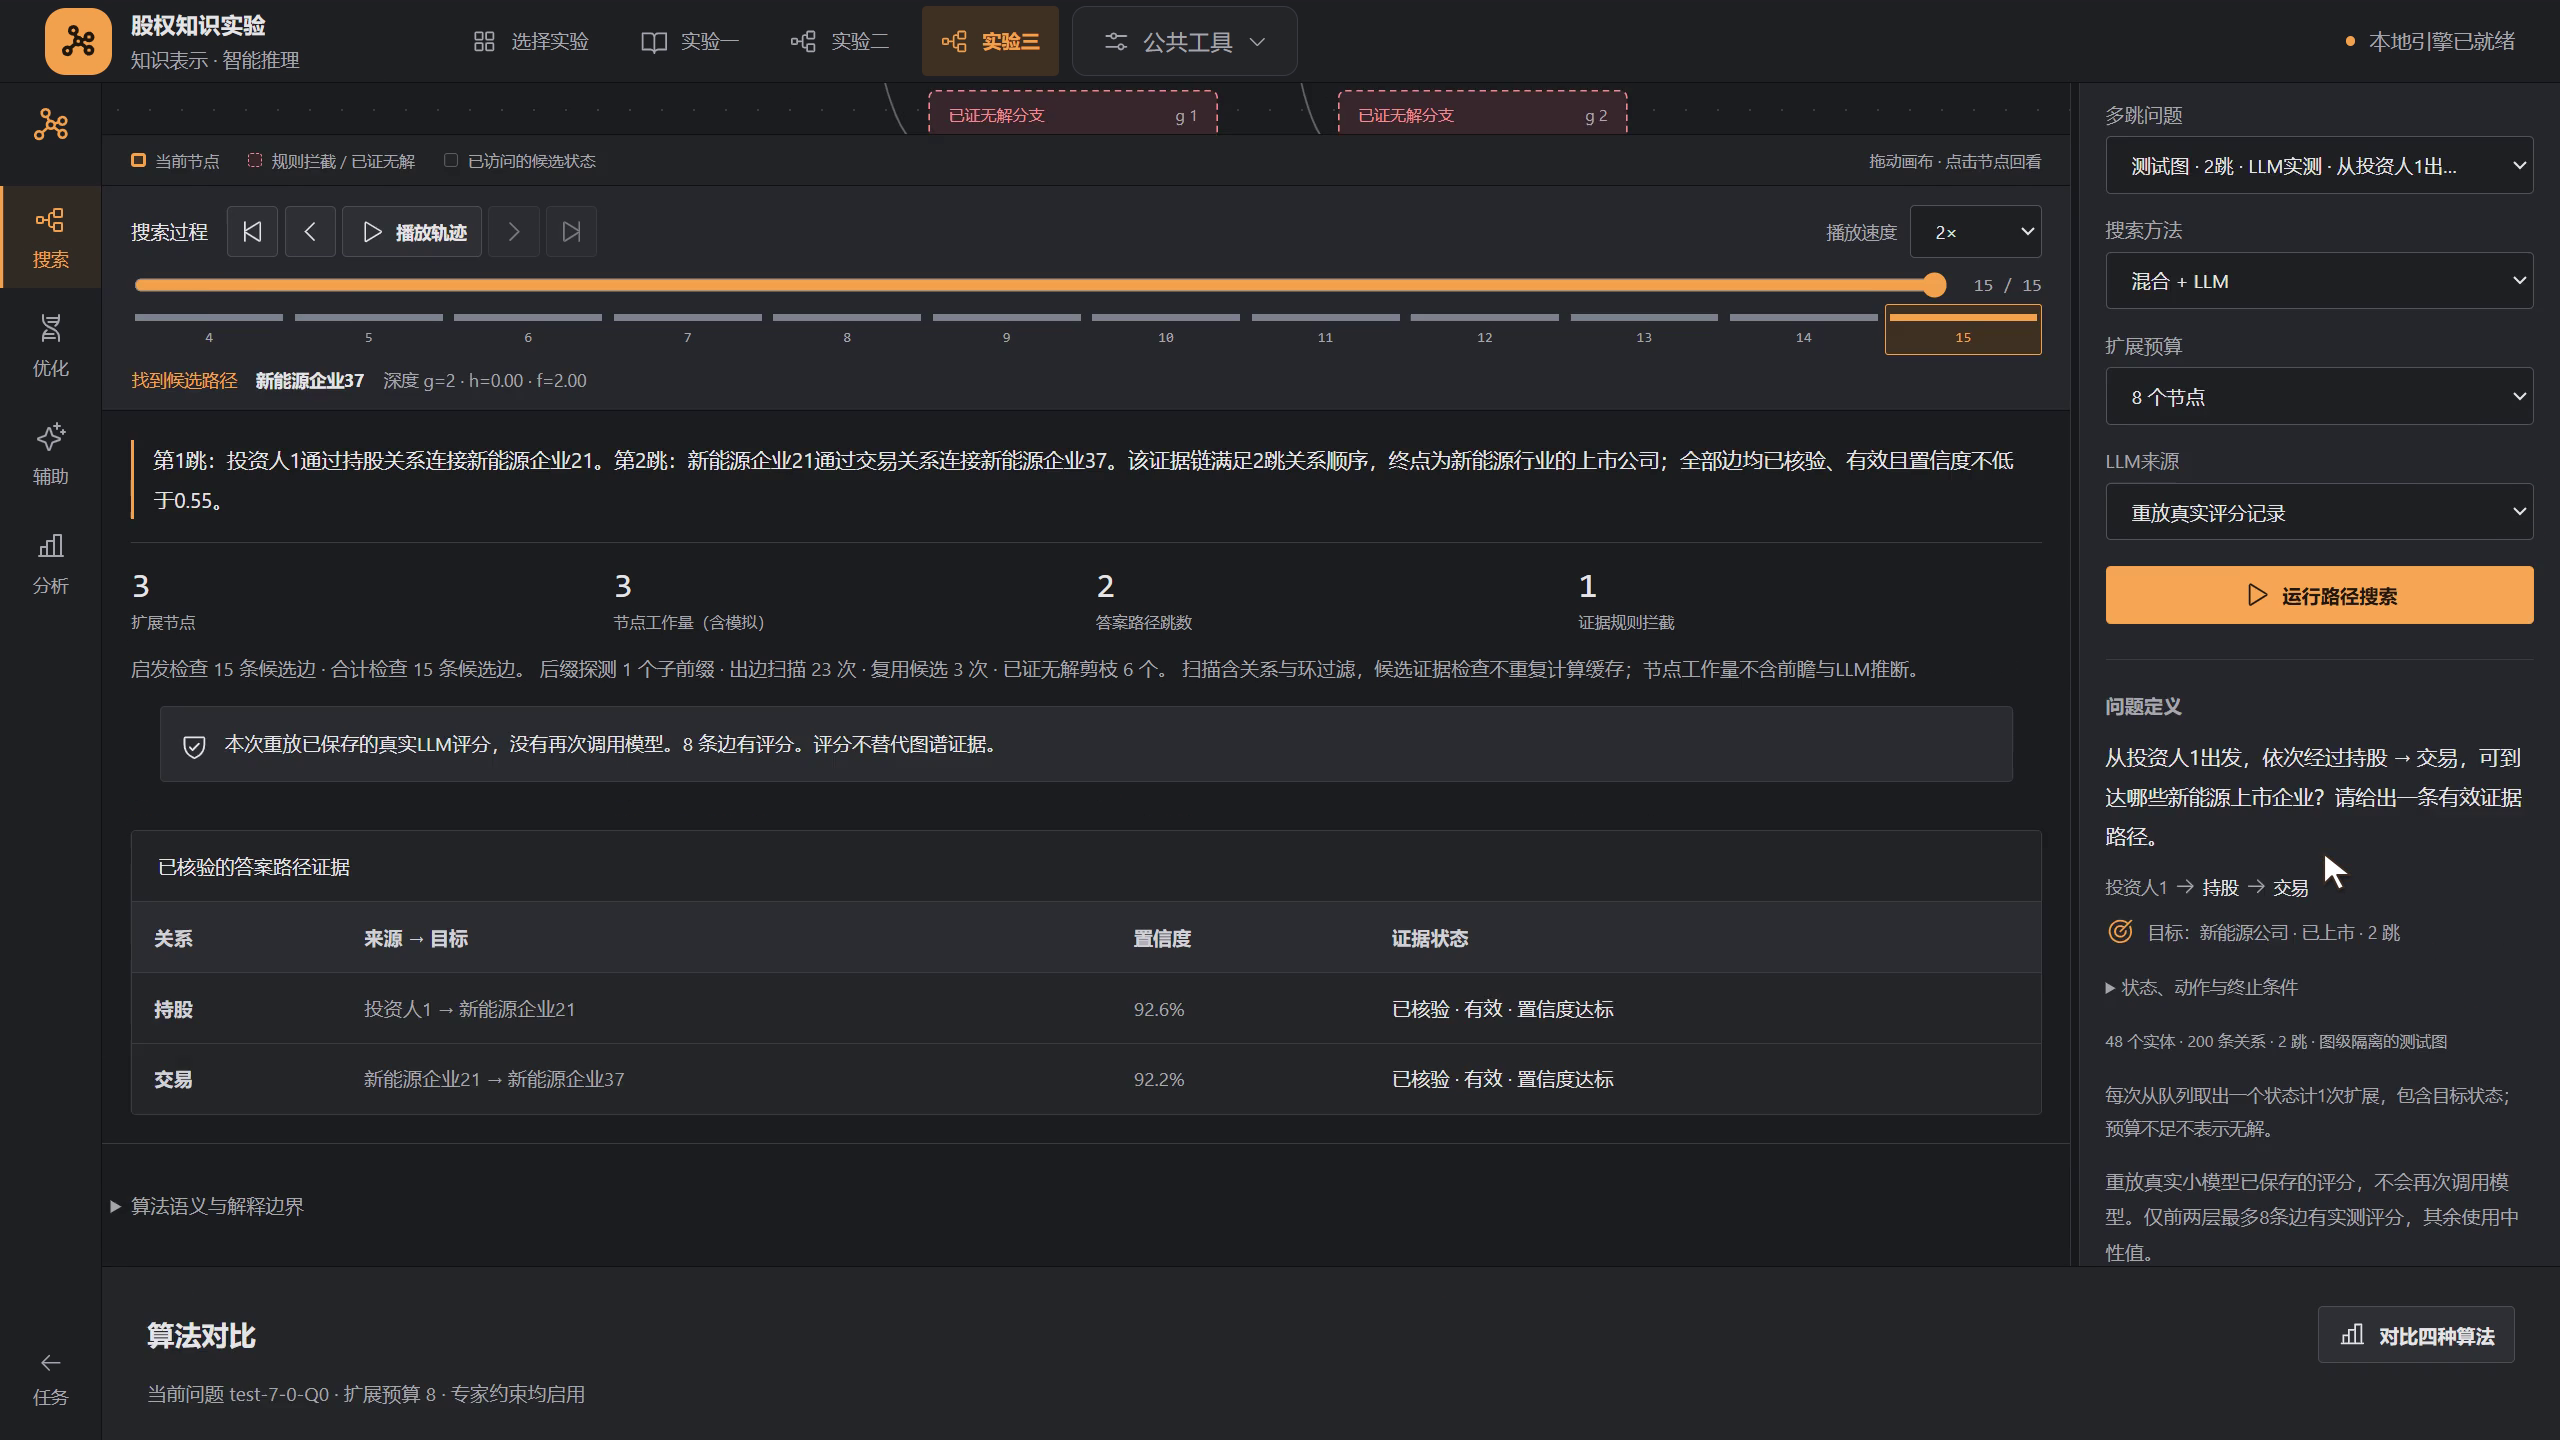 股权知识实验
知识表示 · 智能推理
选择实验
实验一
实验二
实验三
公共工具
本地引擎已就绪
搜索
优化
辅助
分析
任务
已证无解分支 g 1
已证无解分支 g 2
当前节点
规则拦截 / 已证无解
已访问的候选状态
拖动画布 · 点击节点回看
搜索过程
播放轨迹
播放速度
2×
15 / 15
4 5 6 7 8 9 10 11 12 13 14 15
找到候选路径 新能源企业37 深度 g=2 · h=0.00 · f=2.00
第1跳：投资人1通过持股关系连接新能源企业21。第2跳：新能源企业21通过交易关系连接新能源企业37。该证据链满足2跳关系顺序，终点为新能源行业的上市公司；全部边均已核验、有效且置信度不低
于0.55。
3
扩展节点
3
节点工作量（含模拟）
2
答案路径跳数
1
证据规则拦截
启发检查 15 条候选边 · 合计检查 15 条候选边。 后缀探测 1 个子前缀 · 出边扫描 23 次 · 复用候选 3 次 · 已证无解剪枝 6 个。 扫描含关系与环过滤，候选证据检查不重复计算缓存；节点工作量不含前瞻与LLM推断。
本次重放已保存的真实LLM评分，没有再次调用模型。8 条边有评分。评分不替代图谱证据。
已核验的答案路径证据
关系 来源 → 目标 置信度 证据状态
持股 投资人1 → 新能源企业21 92.6% 已核验 · 有效 · 置信度达标
交易 新能源企业21 → 新能源企业37 92.2% 已核验 · 有效 · 置信度达标
算法语义与解释边界
算法对比
当前问题 test-7-0-Q0 · 扩展预算 8 · 专家约束均启用
对比四种算法
多跳问题
测试图 · 2跳 · LLM实测 · 从投资人1出...
搜索方法
混合 + LLM
扩展预算
8 个节点
LLM来源
重放真实评分记录
运行路径搜索
问题定义
从投资人1出发，依次经过持股 → 交易，可到
达哪些新能源上市企业？请给出一条有效证据
路径。
投资人1 → 持股 → 交易
目标：新能源公司 · 已上市 · 2 跳
状态、动作与终止条件
48 个实体 · 200 条关系 · 2 跳 · 图级隔离的测试图
每次从队列取出一个状态计1次扩展，包含目标状态；
预算不足不表示无解。
重放真实小模型已保存的评分，不会再次调用模
型。仅前两层最多8条边有实测评分，其余使用中
性值。